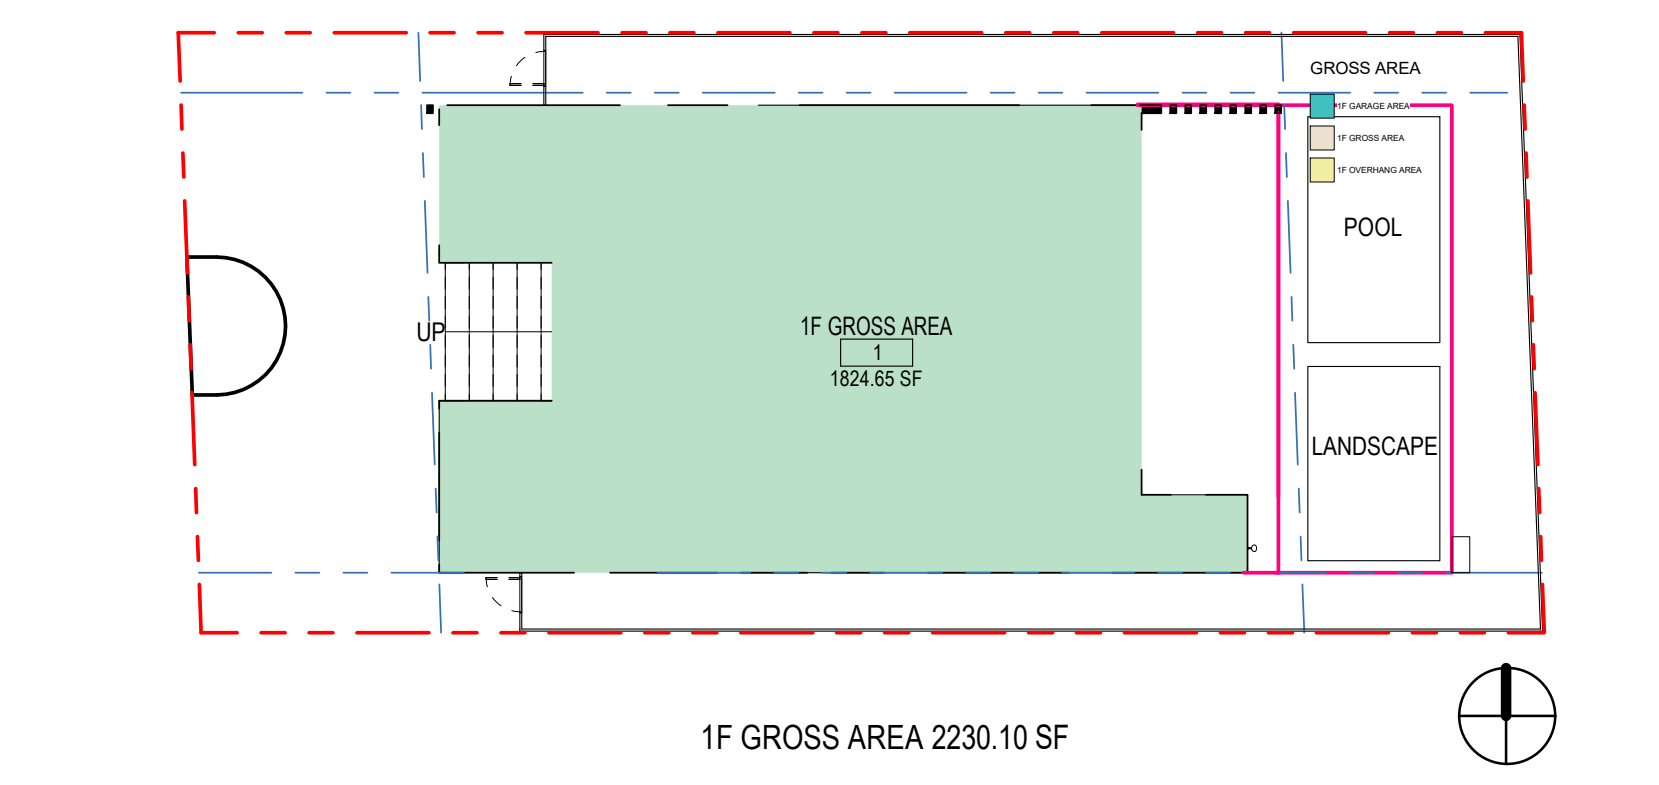 GROSS AREA
1F GARAGE AREA
1F GROSS AREA
1F OVERHANG AREA
POOL
UP
1F GROSS AREA
1
1824.65 SF
LANDSCAPE
1F GROSS AREA 2230.10 SF